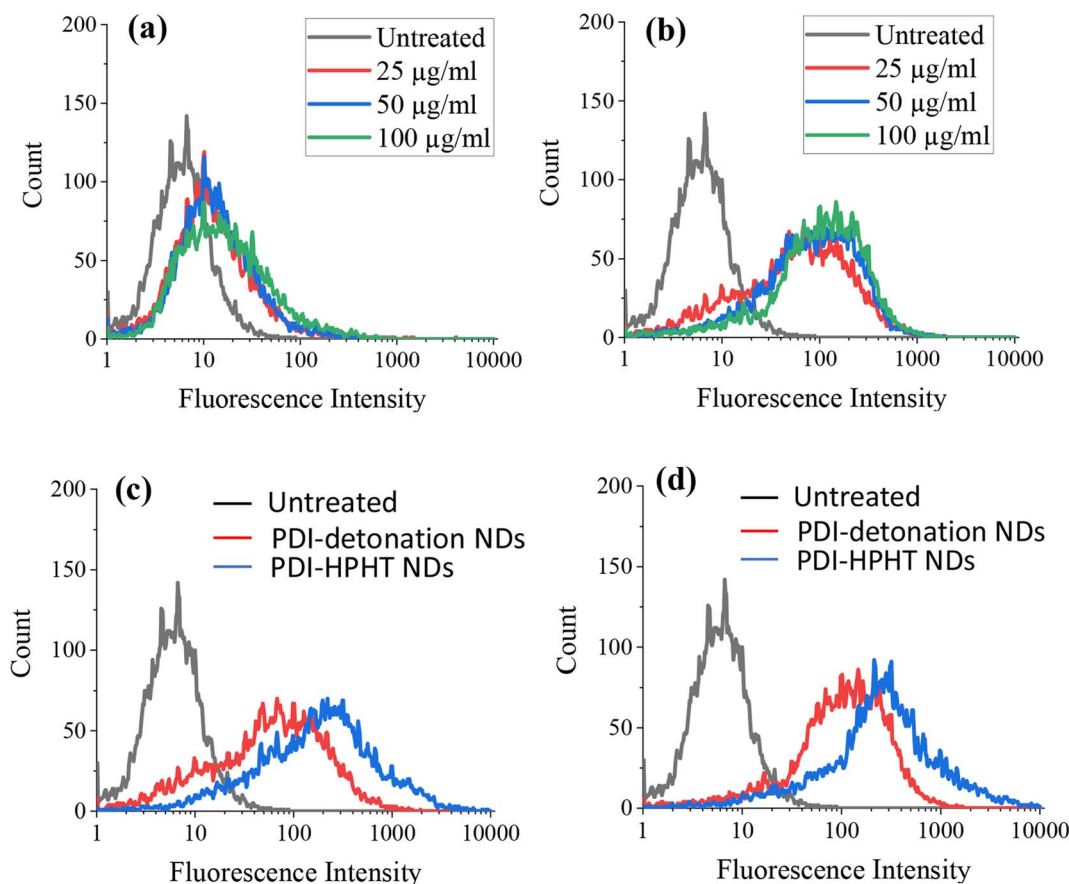 (a)
200
150
100
50
0
Count
Untreated
25 µg/ml
50 µg/ml
100 µg/ml
1 10 100 1000 10000
Fluorescence Intensity
(b)
200
150
100
50
0
Count
Untreated
25 µg/ml
50 µg/ml
100 µg/ml
1 10 100 1000 10000
Fluorescence Intensity
(c)
200
150
100
50
0
Count
Untreated
PDI-detonation NDs
PDI-HPHT NDs
1 10 100 1000 10000
Fluorescence Intensity
(d)
200
150
100
50
0
Count
Untreated
PDI-detonation NDs
PDI-HPHT NDs
1 10 100 1000 10000
Fluorescence Intensity